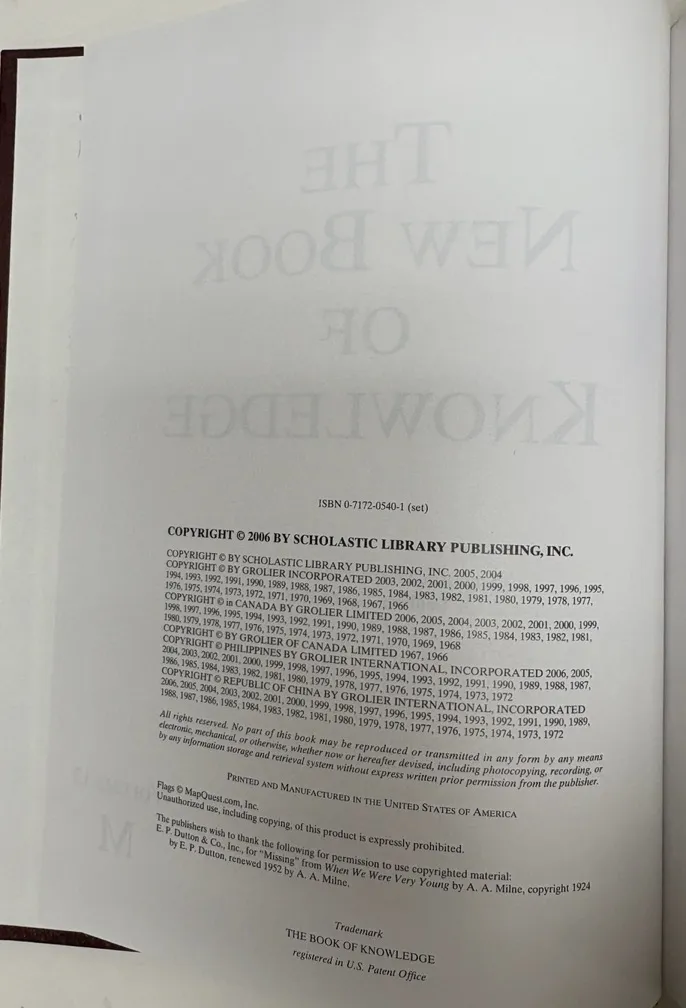 THE
NEW BOOK
OF
KNOWLEDGE
ISBN 0-7172-0540-1 (set)
COPYRIGHT © 2006 BY SCHOLASTIC LIBRARY PUBLISHING, INC.
COPYRIGHT © BY SCHOLASTIC LIBRARY PUBLISHING, INC. 2005, 2004
COPYRIGHT © BY GROLIER INCORPORATED 2003, 2002, 2001, 2000, 1999, 1998, 1997, 1996, 1995,
1994, 1993, 1992, 1991, 1990, 1989, 1988, 1987, 1986, 1985, 1984, 1983, 1982, 1981, 1980, 1979, 1978, 1977,
1976, 1975, 1974, 1973, 1972, 1971, 1970, 1969, 1968, 1967, 1966
COPYRIGHT © in CANADA BY GROLIER LIMITED 2006, 2005, 2004, 2003, 2002, 2001, 2000, 1999,
1998, 1997, 1996, 1995, 1994, 1993, 1992, 1991, 1990, 1989, 1988, 1987, 1986, 1985, 1984, 1983, 1982, 1981,
1980, 1979, 1978, 1977, 1976, 1975, 1974, 1973, 1972, 1971, 1970, 1969, 1968
COPYRIGHT © BY GROLIER OF CANADA LIMITED 1967, 1966
COPYRIGHT © PHILIPPINES BY GROLIER INTERNATIONAL, INCORPORATED 2006, 2005,
2004, 2003, 2002, 2001, 2000, 1999, 1998, 1997, 1996, 1995, 1994, 1993, 1992, 1991, 1990, 1989, 1988, 1987,
1986, 1985, 1984, 1983, 1982, 1981, 1980, 1979, 1978, 1977, 1976, 1975, 1974, 1973, 1972
COPYRIGHT © REPUBLIC OF CHINA BY GROLIER INTERNATIONAL, INCORPORATED
2006, 2005, 2004, 2003, 2002, 2001, 2000, 1999, 1998, 1997, 1996, 1995, 1994, 1993, 1992, 1991, 1990, 1989,
1988, 1987, 1986, 1985, 1984, 1983, 1982, 1981, 1980, 1979, 1978, 1977, 1976, 1975, 1974, 1973, 1972
All rights reserved. No part of this book may be reproduced or transmitted in any form by any means
electronic, mechanical, or otherwise, whether now or hereafter devised, including photocopying, recording, or
by any information storage and retrieval system without express written prior permission from the publisher.
PRINTED AND MANUFACTURED IN THE UNITED STATES OF AMERICA
Flags © MapQuest.com, Inc.
Unauthorized use, including copying, of this product is expressly prohibited.
The publishers wish to thank the following for permission to use copyrighted material:
E. P. Dutton & Co., Inc., for "Missing" from When We Were Very Young by A. A. Milne, copyright 1924
by E. P. Dutton, renewed 1952 by A. A. Milne.
Trademark
THE BOOK OF KNOWLEDGE
registered in U.S. Patent Office
M